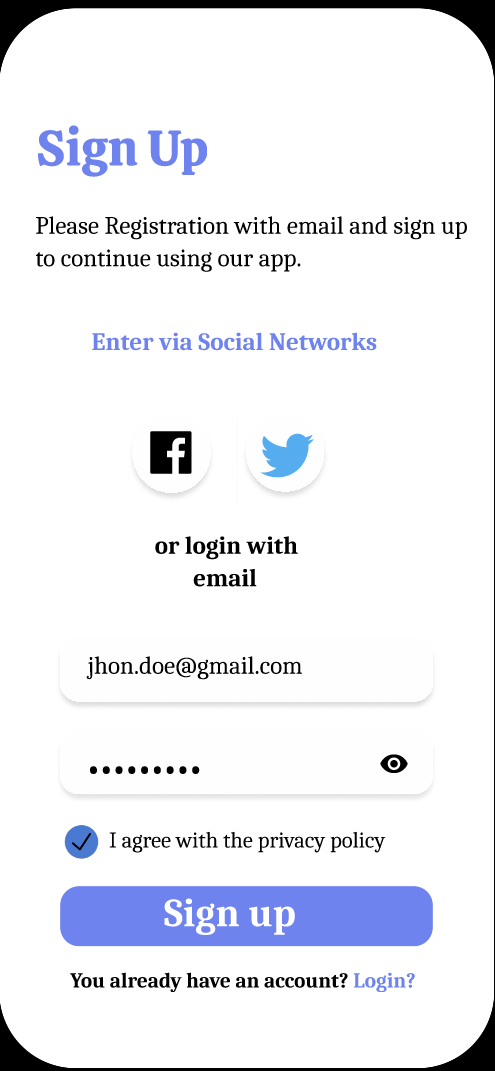 Sign Up
Please Registration with email and sign up
to continue using our app.
Enter via Social Networks
or login with
email
jhon.doe@gmail.com
•••••••••
I agree with the privacy policy
Sign up
You already have an account? Login?